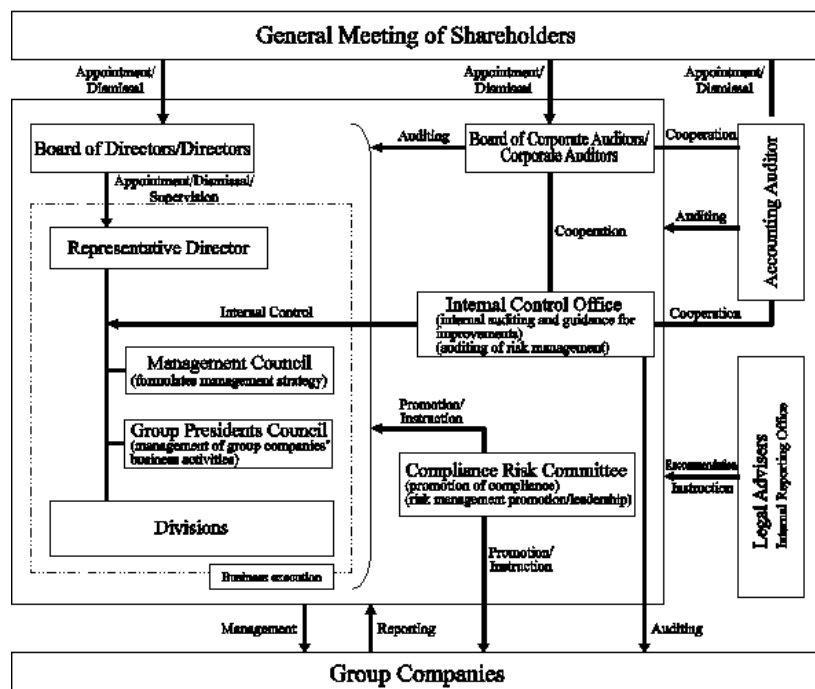 General Meeting of Shareholders
Appointment/
Dismissal
Appointment/
Dismissal
Appointment/
Dismissal
Board of Directors/Directors
Auditing
Board of Corporate Auditors/
Corporate Auditors
Cooperation
Accounting Auditor
Appointment/Dismissal/
Supervision
Auditing
Representative Director
Cooperation
Internal Control
Internal Control Office
(internal auditing and guidance for
improvements)
(auditing of risk management)
Cooperation
Management Council
(formulates management strategy)
Group Presidents Council
(management of group companies'
business activities)
Promotion/
Instruction
Compliance Risk Committee
(promotion of compliance)
(risk management promotion/leadership)
Instruction
Legal Advisers
Internal Reporting Office
Divisions
Business execution
Promotion/
Instruction
Management
Reporting
Auditing
Group Companies